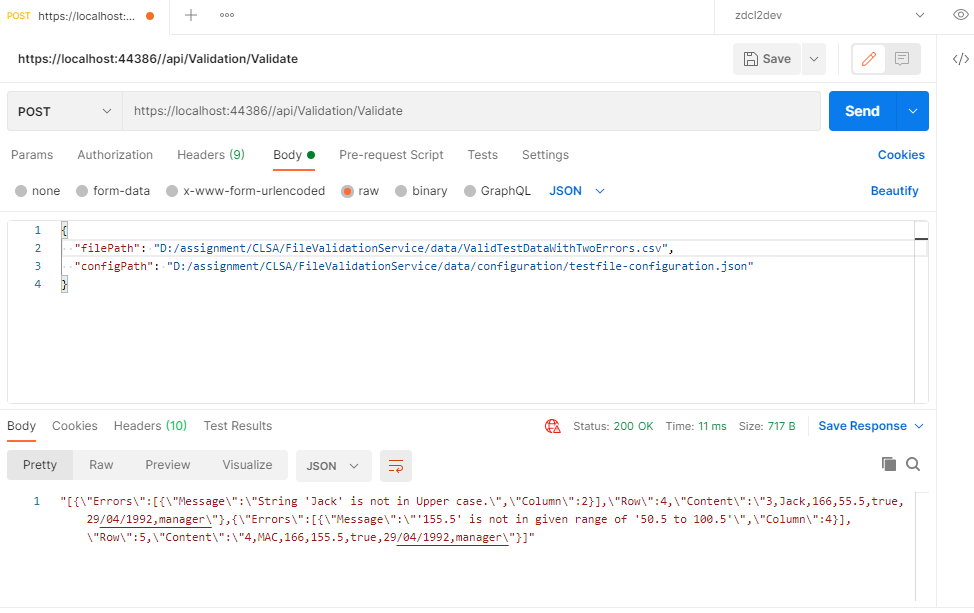 POST https://localhost:... + ooo zdcl2dev
https://localhost:44386//api/Validation/Validate Save </>
POST https://localhost:44386//api/Validation/Validate Send
Params Authorization Headers (9) Body Pre-request Script Tests Settings Cookies
none form-data x-www-form-urlencoded raw binary GraphQL JSON Beautify
1 {
2 "filePath": "D:/assignment/CLSA/FileValidationService/data/ValidTestDataWithTwoErrors.csv",
3 "configPath": "D:/assignment/CLSA/FileValidationService/data/configuration/testfile-configuration.json"
4 }
Body Cookies Headers (10) Test Results Status: 200 OK Time: 11 ms Size: 717 B Save Response
Pretty Raw Preview Visualize JSON
1 "[{\"Errors\":[{\"Message\":\"String 'Jack' is not in Upper case.\",\"Column\":2}],\"Row\":4,\"Content\":\"3,Jack,166,55.5,true,
29/04/1992,manager\"},{\"Errors\":[{\"Message\":\"'155.5' is not in given range of '50.5 to 100.5'\",\"Column\":4}],
\"Row\":5,\"Content\":\"4,MAC,166,155.5,true,29/04/1992,manager\"}]"